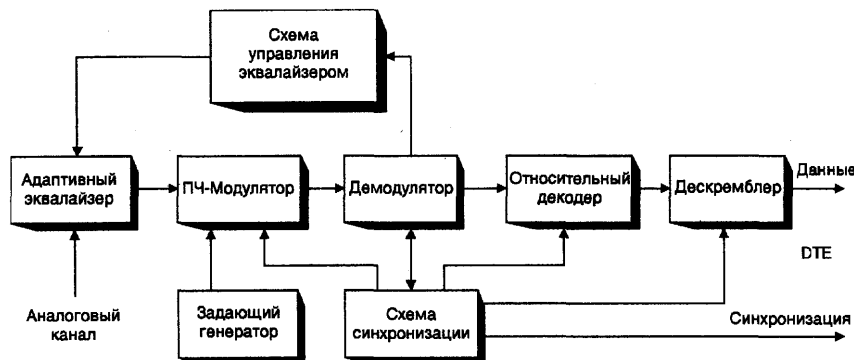 Схема
управления
эквалайзером
Адаптивный
эквалайзер
ПЧ-Модулятор
Демодулятор
Относительный
декодер
Дескремблер
Данные
DTE
Аналоговый
канал
Задающий
генератор
Схема
синхронизации
Синхронизация